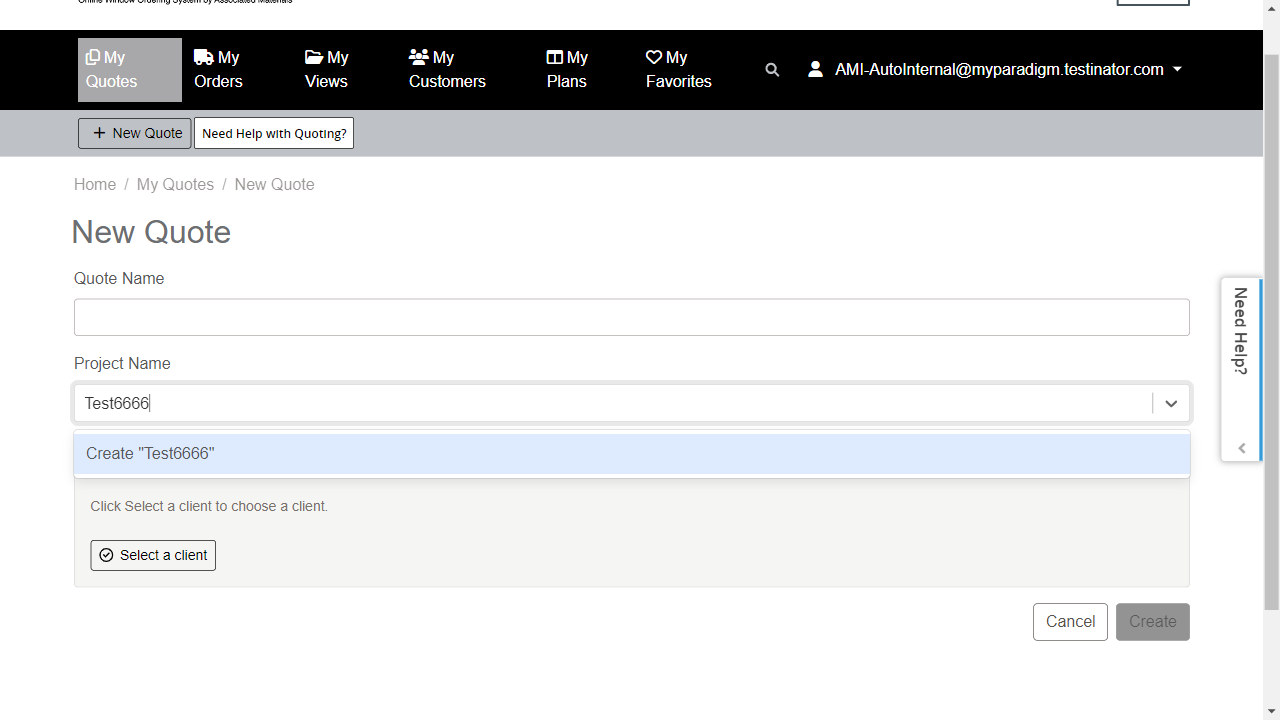 Online Window Ordering System by Associated Materials
My Quotes
My Orders
My Views
My Customers
My Plans
My Favorites
AMI-AutoInternal@myparadigm.testinator.com
New Quote
Need Help with Quoting?
Home / My Quotes / New Quote
New Quote
Quote Name
Project Name
Test6666
Create "Test6666"
Click Select a client to choose a client.
Select a client
Cancel
Create
Need Help?